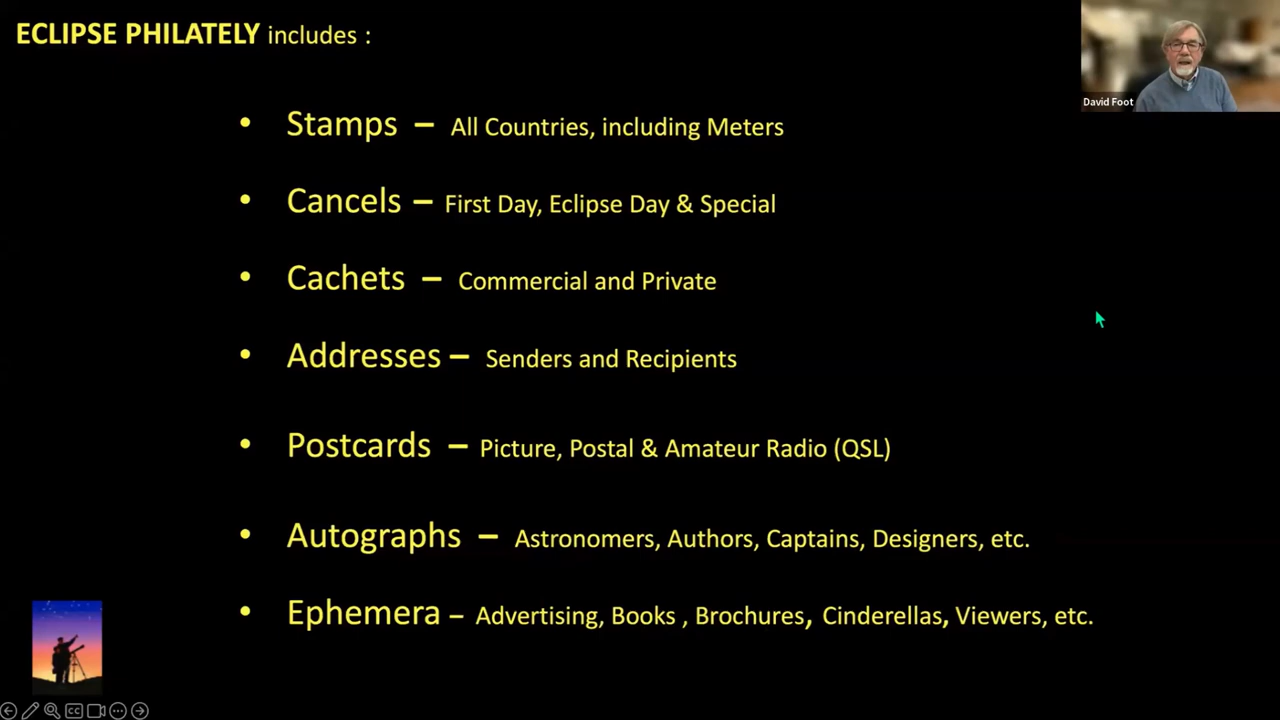 ECLIPSE PHILATELY includes :
David Foot
• Stamps – All Countries, including Meters
• Cancels – First Day, Eclipse Day & Special
• Cachets – Commercial and Private
• Addresses – Senders and Recipients
• Postcards – Picture, Postal & Amateur Radio (QSL)
• Autographs – Astronomers, Authors, Captains, Designers, etc.
• Ephemera – Advertising, Books , Brochures, Cinderellas, Viewers, etc.
CC